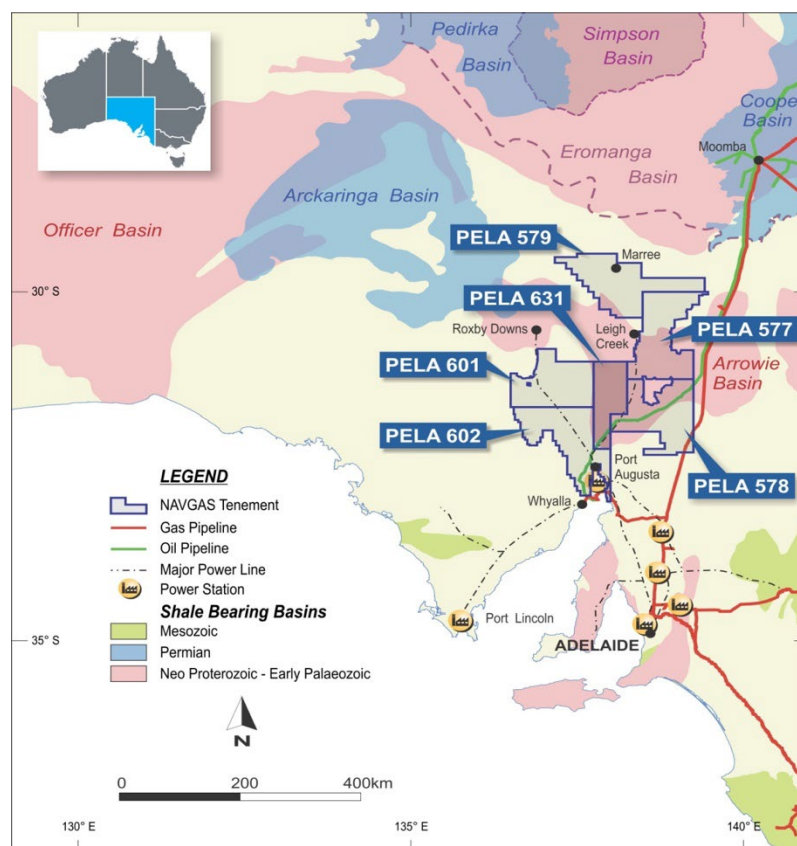 Pedirka
Basin
Simpson
Basin
Coope
Basin
Moomba
Eromanga
Basin
Arckaringa Basin
Officer Basin
PELA 579
Marree
30° S
PELA 631
Roxby Downs
Leigh
Creek
PELA 577
Arrowie
Basin
PELA 601
PELA 602
Port
Augusta
PELA 578
Whyalla
LEGEND
NAVGAS Tenement
Gas Pipeline
Oil Pipeline
Major Power Line
Power Station
Shale Bearing Basins
Mesozoic
Permian
Neo Proterozoic - Early Palaeozoic
Port Lincoln
ADELAIDE
35° S
N
0 200 400km
130° E 135° E 140° E